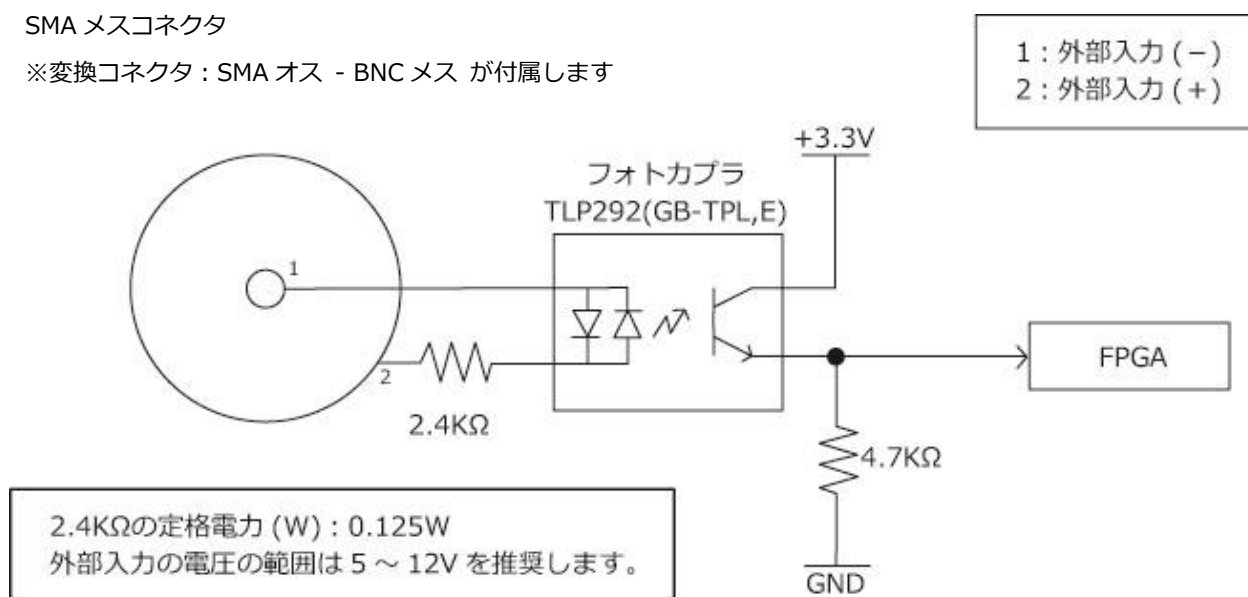 SMA メスコネクタ
※変換コネクタ：SMA オス - BNC メス が付属します
1：外部入力 (－)
2：外部入力 (＋)
+3.3V
フォトカプラ
TLP292(GB-TPL,E)
1
2
2.4KΩ
FPGA
4.7KΩ
GND
2.4KΩの定格電力 (W)：0.125W
外部入力の電圧の範囲は 5 ～ 12V を推奨します。